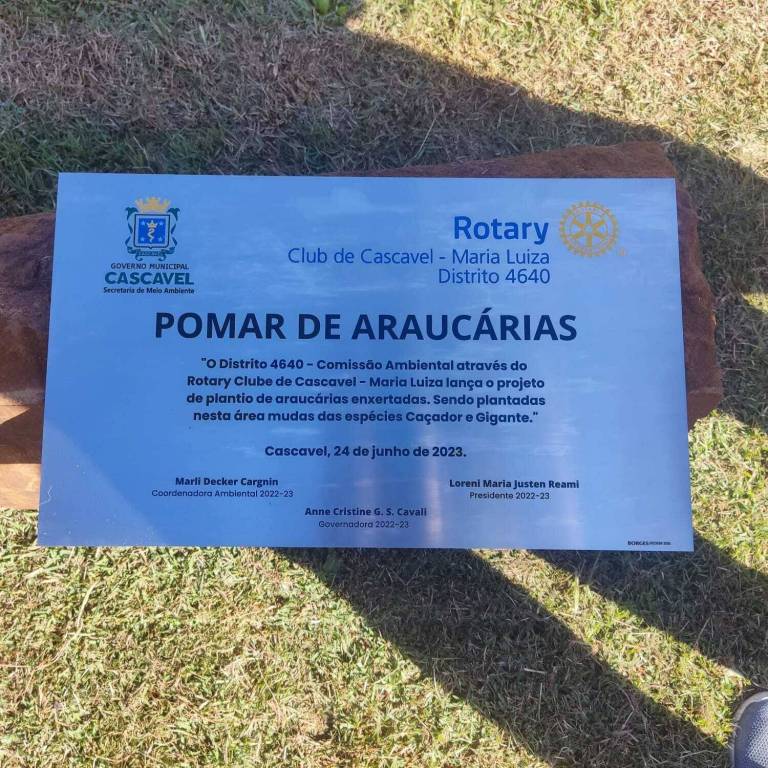 GOVERNO MUNICIPAL
CASCAVEL
Secretaria de Meio Ambiente
Rotary
Club de Cascavel - Maria Luiza
Distrito 4640
POMAR DE ARAUCÁRIAS
"O Distrito 4640 - Comissão Ambiental através do
Rotary Clube de Cascavel - Maria Luiza lança o projeto
de plantio de araucárias enxertadas. Sendo plantadas
nesta área mudas das espécies Caçador e Gigante."
Cascavel, 24 de junho de 2023.
Marli Decker Cargnin
Coordenadora Ambiental 2022-23
Loreni Maria Justen Reami
Presidente 2022-23
Anne Cristine G. S. Cavali
Governadora 2022-23